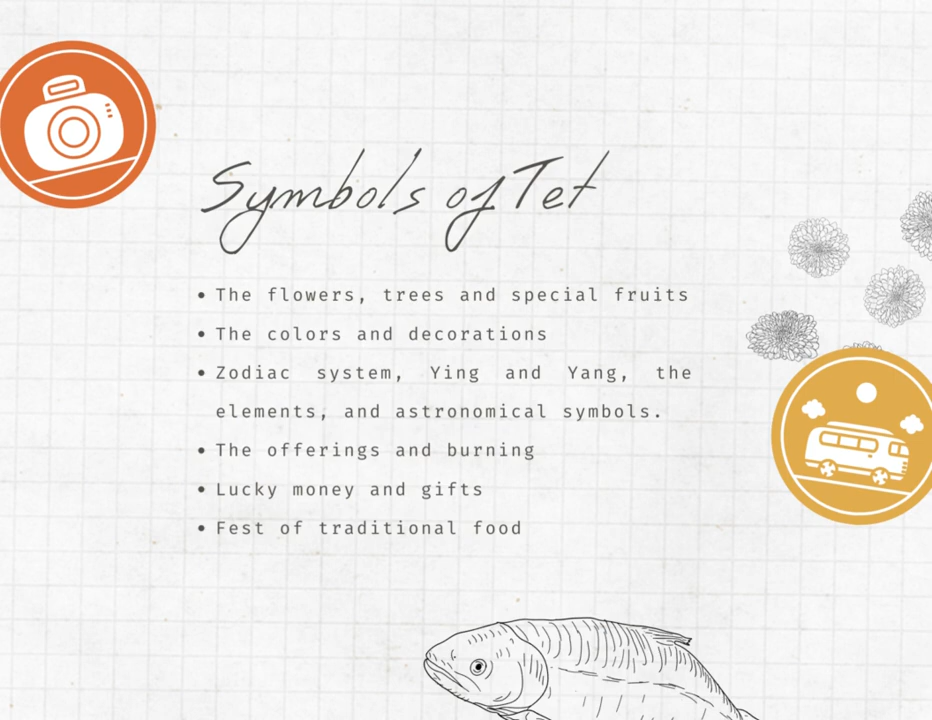 Symbols of Tet
• The flowers, trees and special fruits
• The colors and decorations
• Zodiac system, Ying and Yang, the
elements, and astronomical symbols.
• The offerings and burning
• Lucky money and gifts
• Fest of traditional food